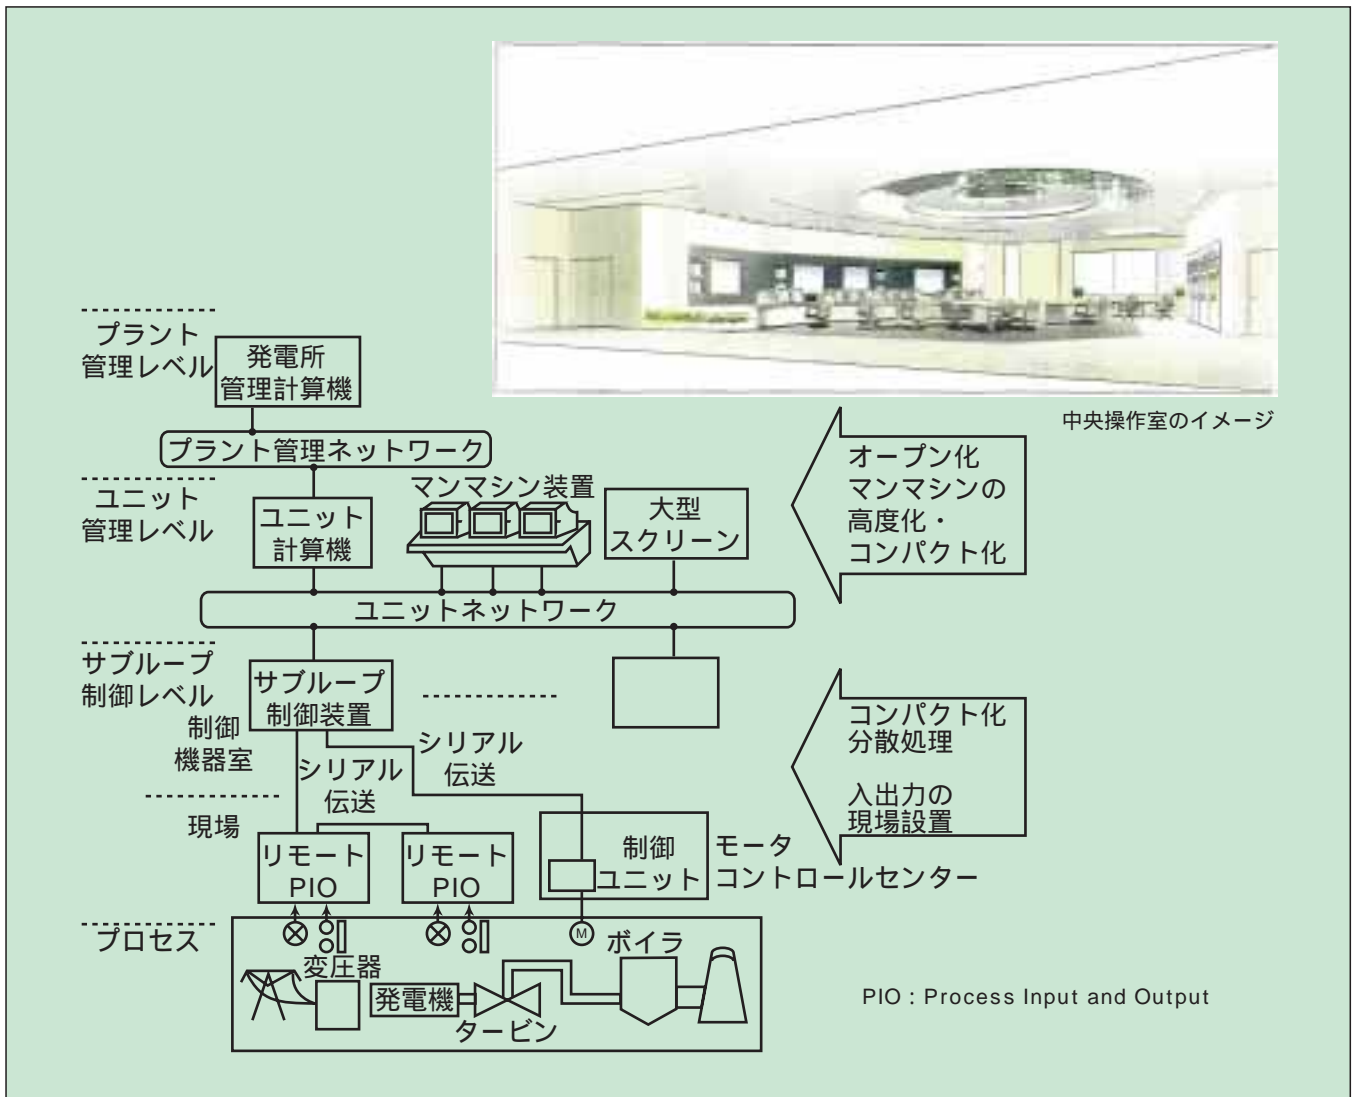 中央操作室のイメージ
プラント
管理レベル
発電所
管理計算機
プラント管理ネットワーク
オープン化
マンマシンの
高度化・
コンパクト化
ユニット
管理レベル
ユニット
計算機
マンマシン装置
大型
スクリーン
ユニットネットワーク
サブループ
制御レベル
サブループ
制御装置
コンパクト化
分散処理
入出力の
現場設置
制御
機器室
シリアル
伝送
シリアル
伝送
現場
リモート
PIO
リモート
PIO
制御
ユニット
モータ
コントロールセンター
プロセス
M
ボイラ
変圧器
発電機
タービン
PIO : Process Input and Output